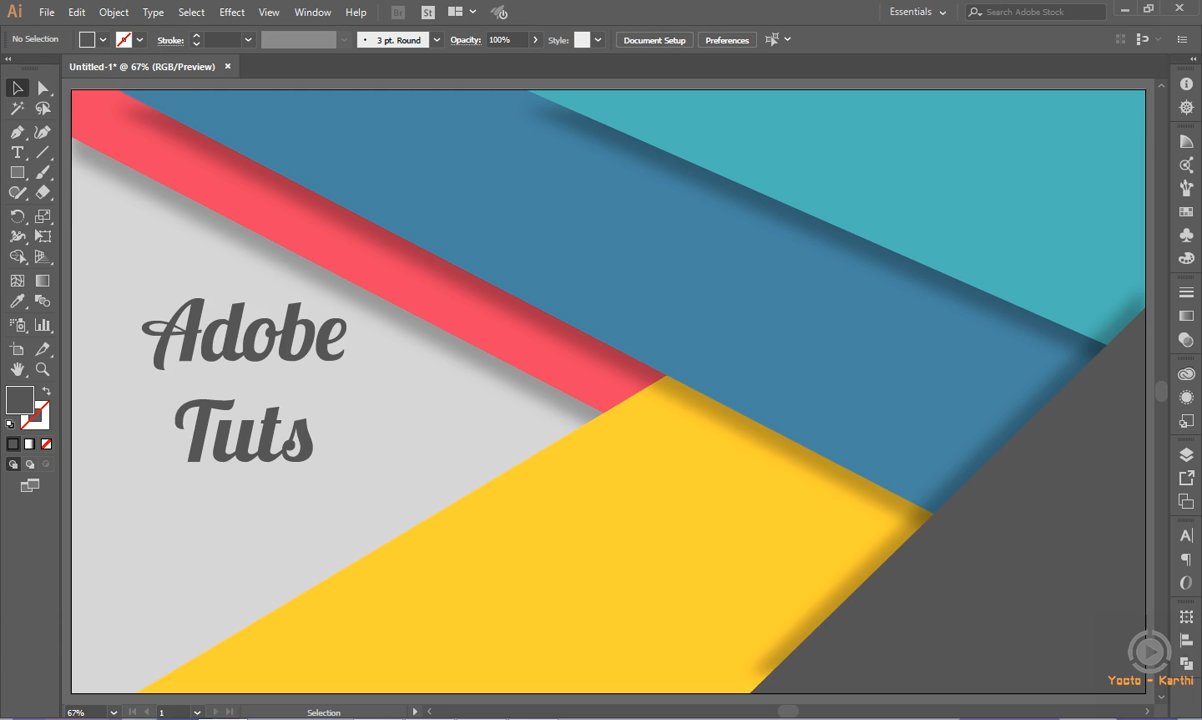 Ai File Edit Object Type Select Effect View Window Help Br St Essentials Search Adobe Stock
No Selection Stroke: 3 pt. Round Opacity: 100% Style: Document Setup Preferences
Untitled-1* @ 67% (RGB/Preview)
Adobe
Tuts
Yooto - Karthi
67% 1 Selection